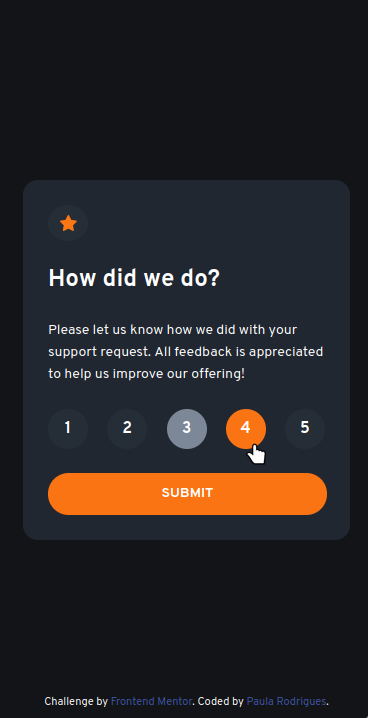 How did we do?
Please let us know how we did with your
support request. All feedback is appreciated
to help us improve our offering!
1 2 3 4 5
SUBMIT
Challenge by Frontend Mentor. Coded by Paula Rodrigues.